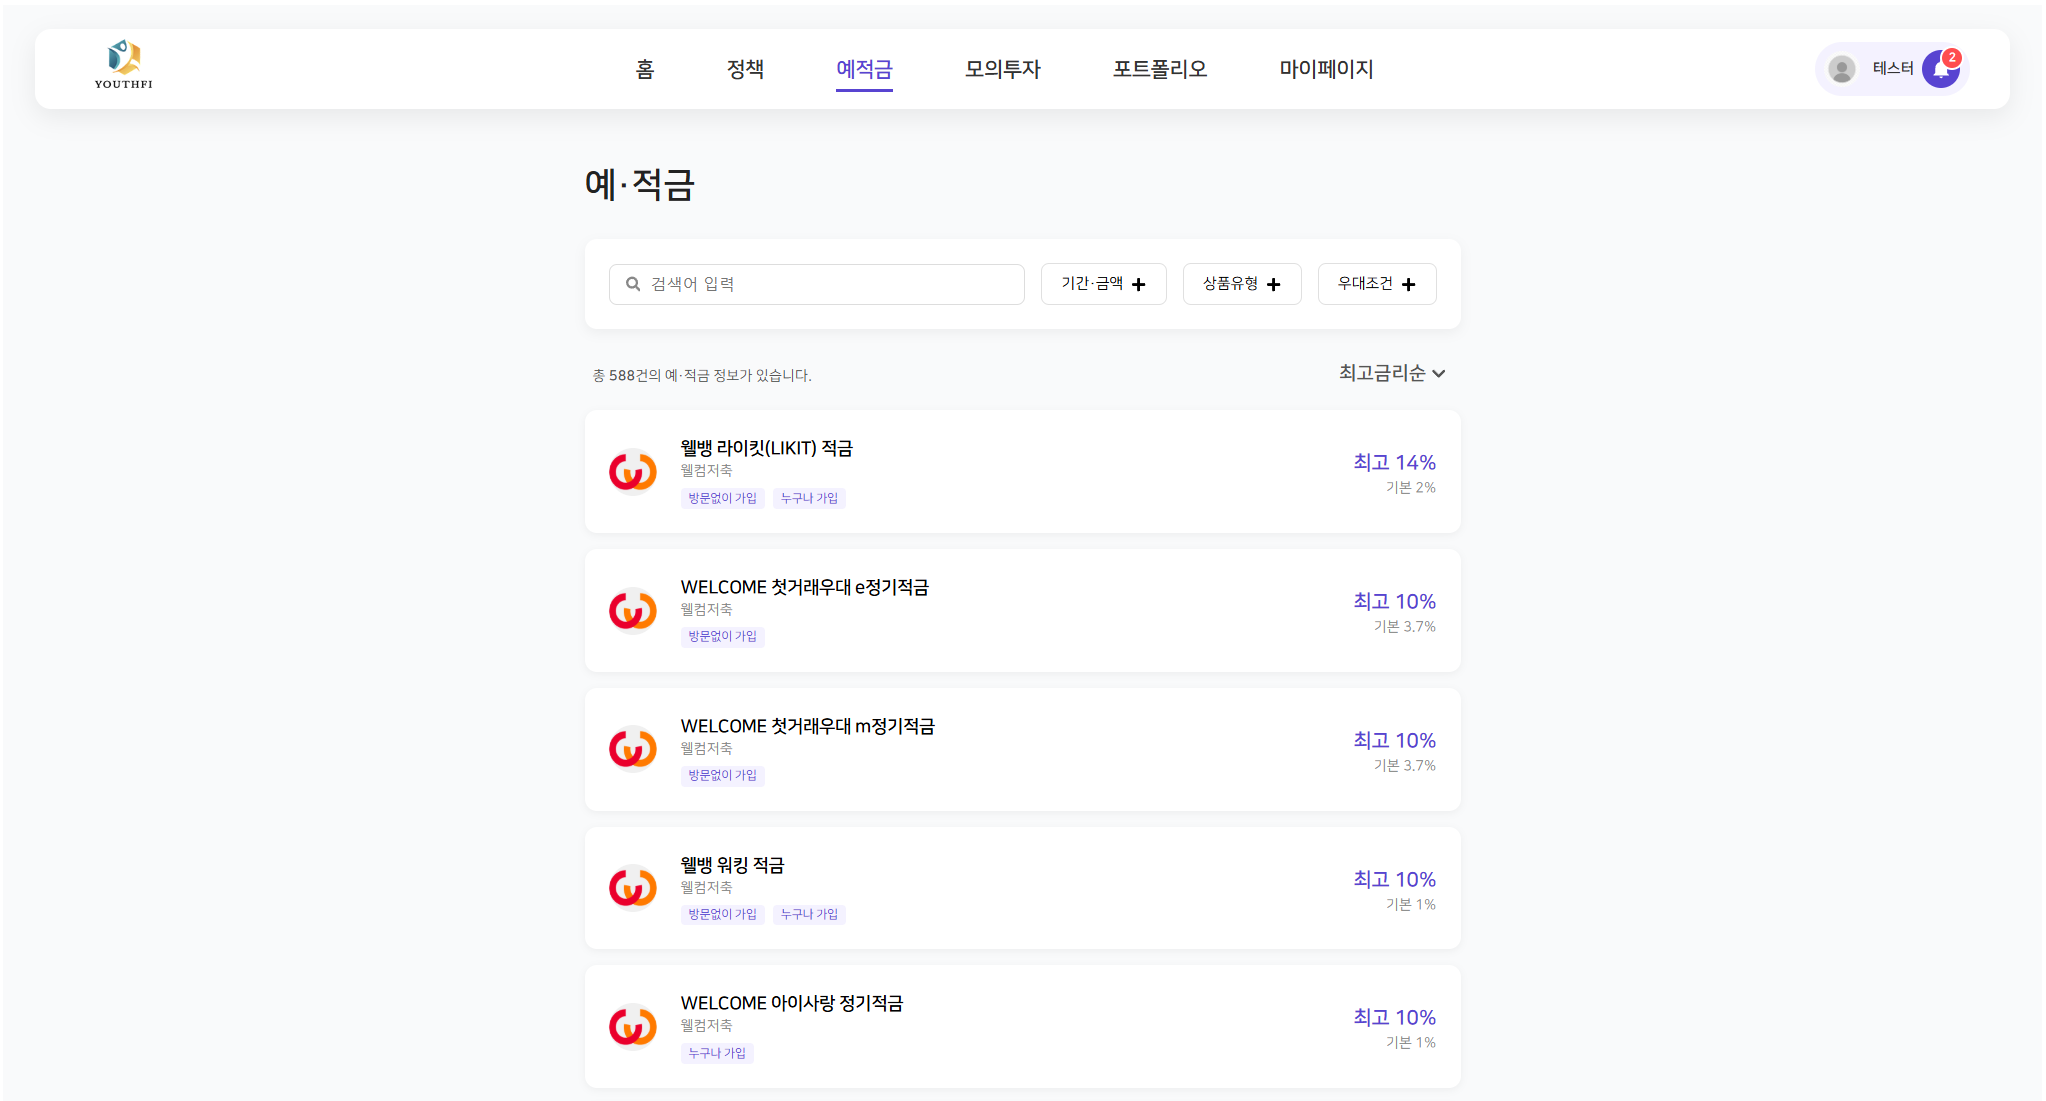 YOUTHFI
홈 정책 예적금 모의투자 포트폴리오 마이페이지
테스터 2
예·적금
검색어 입력
기간·금액 상품유형 우대조건
총 588건의 예·적금 정보가 있습니다.
최고금리순
웰뱅 라이킷(LIKIT) 적금
웰컴저축
방문없이 가입 누구나 가입
최고 14%
기본 2%
WELCOME 첫거래우대 e정기적금
웰컴저축
방문없이 가입
최고 10%
기본 3.7%
WELCOME 첫거래우대 m정기적금
웰컴저축
방문없이 가입
최고 10%
기본 3.7%
웰뱅 워킹 적금
웰컴저축
방문없이 가입 누구나 가입
최고 10%
기본 1%
WELCOME 아이사랑 정기적금
웰컴저축
누구나 가입
최고 10%
기본 1%